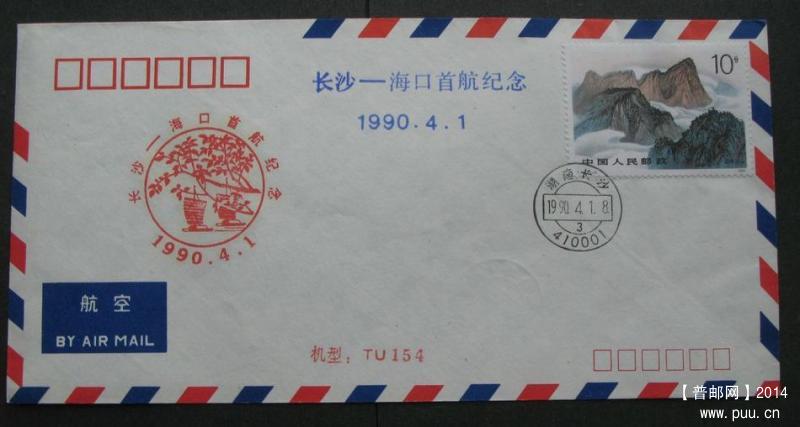 长沙—海口首航纪念
1990.4.1
10分
中国人民邮政
长沙—海口首航纪念
1990.4.1
湖南长沙
1990.4.1.8
3
410001
航空
BY AIR MAIL
机型：TU154
【普邮网】2014
www.puu.cn